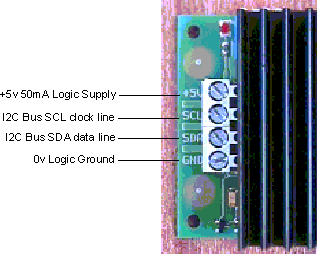 +5v 50mA Logic Supply
+5V
I2C Bus SCL clock line
SCL
I2C Bus SDA data line
SDA
0v Logic Ground
GND